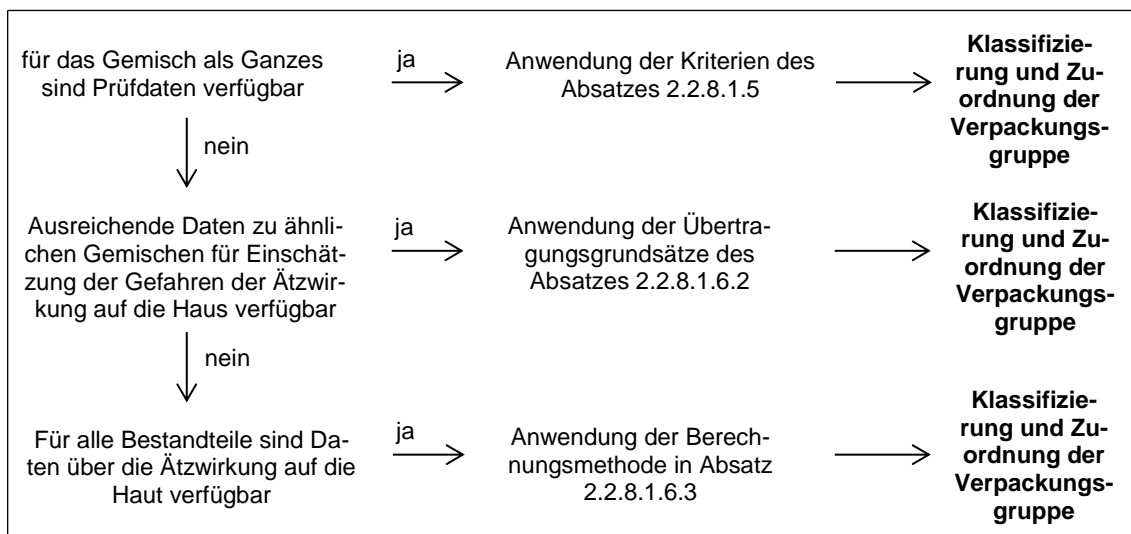 für das Gemisch als Ganzes
sind Prüfdaten verfügbar
ja
Anwendung der Kriterien des
Absatzes 2.2.8.1.5
Klassifizie-
rung und Zu-
ordnung der
Verpackungs-
gruppe
nein
Ausreichende Daten zu ähnli-
chen Gemischen für Einschät-
zung der Gefahren der Ätzwir-
kung auf die Haus verfügbar
ja
Anwendung der Übertra-
gungsgrundsätze des
Absatzes 2.2.8.1.6.2
Klassifizie-
rung und Zu-
ordnung der
Verpackungs-
gruppe
nein
Für alle Bestandteile sind Da-
ten über die Ätzwirkung auf die
Haut verfügbar
ja
Anwendung der Berech-
nungsmethode in Absatz
2.2.8.1.6.3
Klassifizie-
rung und Zu-
ordnung der
Verpackungs-
gruppe